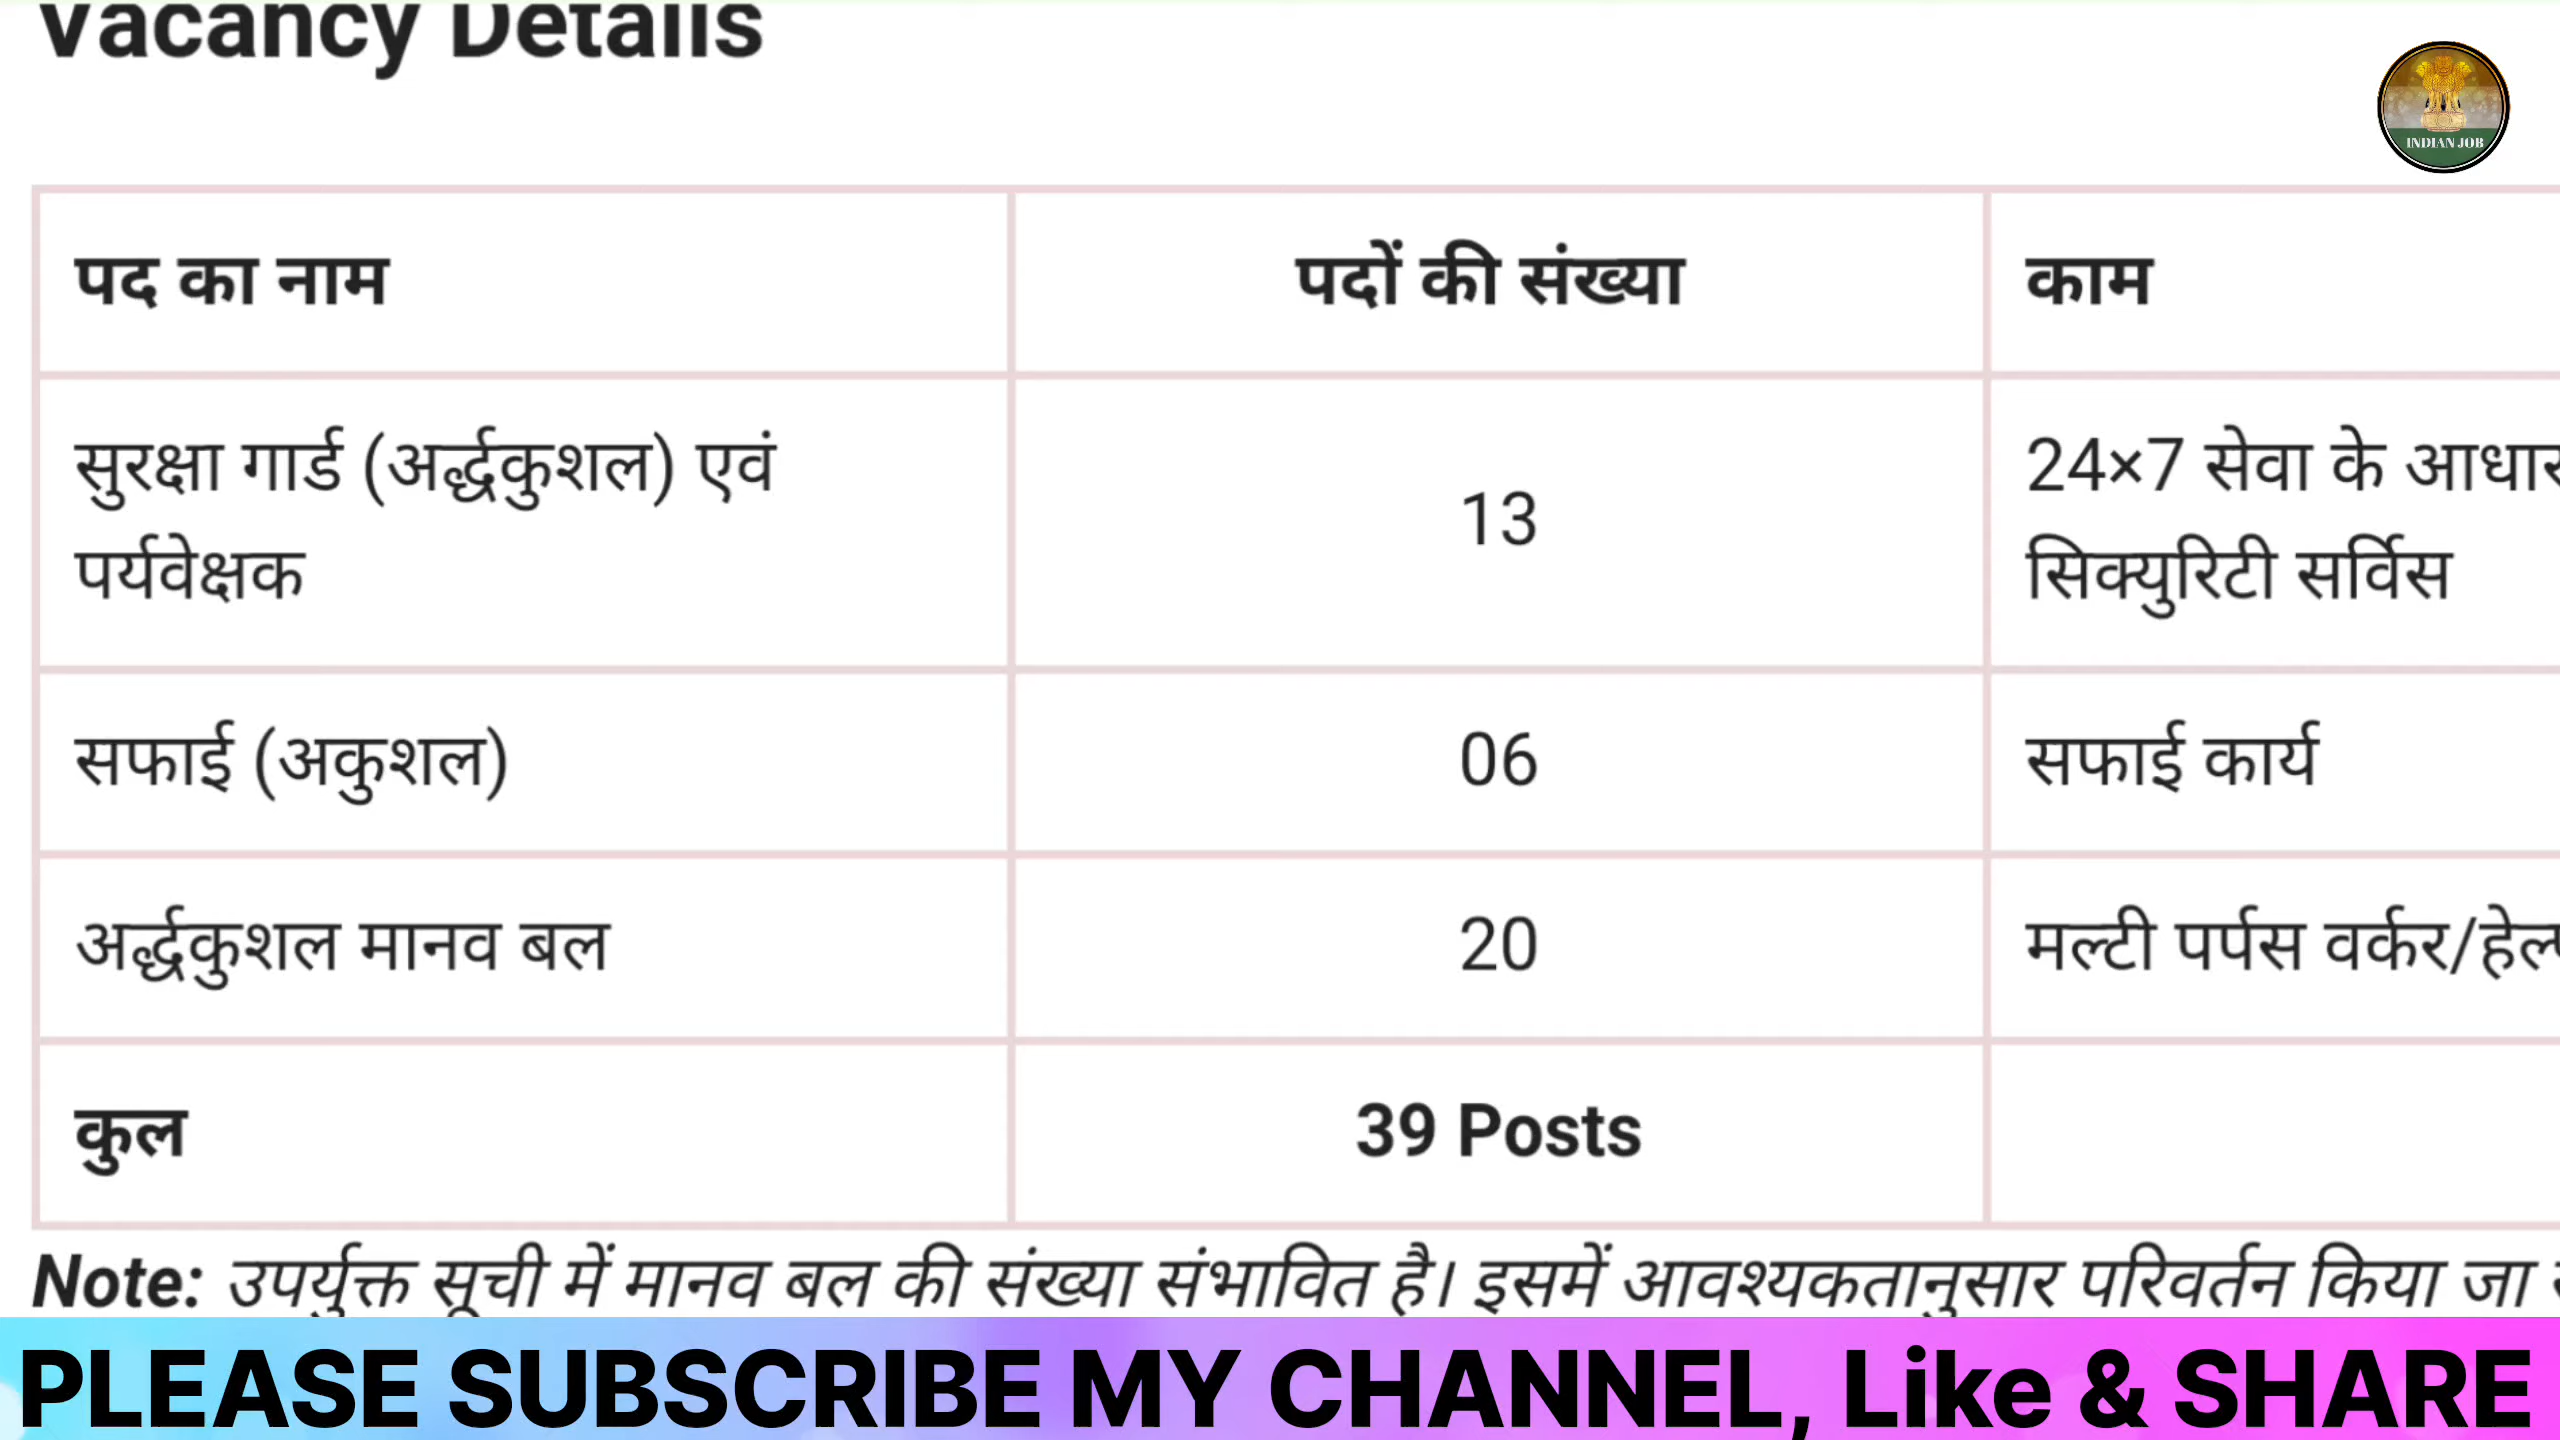 Vacancy Details
INDIAN JOB
पद का नाम
पदों की संख्या
काम
सुरक्षा गार्ड (अर्द्धकुशल) एवं
पर्यवेक्षक
13
24×7 सेवा के
सिक्युरिटी सर्विस
सफाई (अकुशल)
06
सफाई कार्य
अर्द्धकुशल मानव बल
20
मल्टी पर्पस वर्कर/
कुल
39 Posts
Note: उपर्युक्त सूची में मानव बल की संख्या संभावित है। इसमें आवश्यकतानुसार परिवर्तन किया जा
PLEASE SUBSCRIBE MY CHANNEL, Like & SHARE